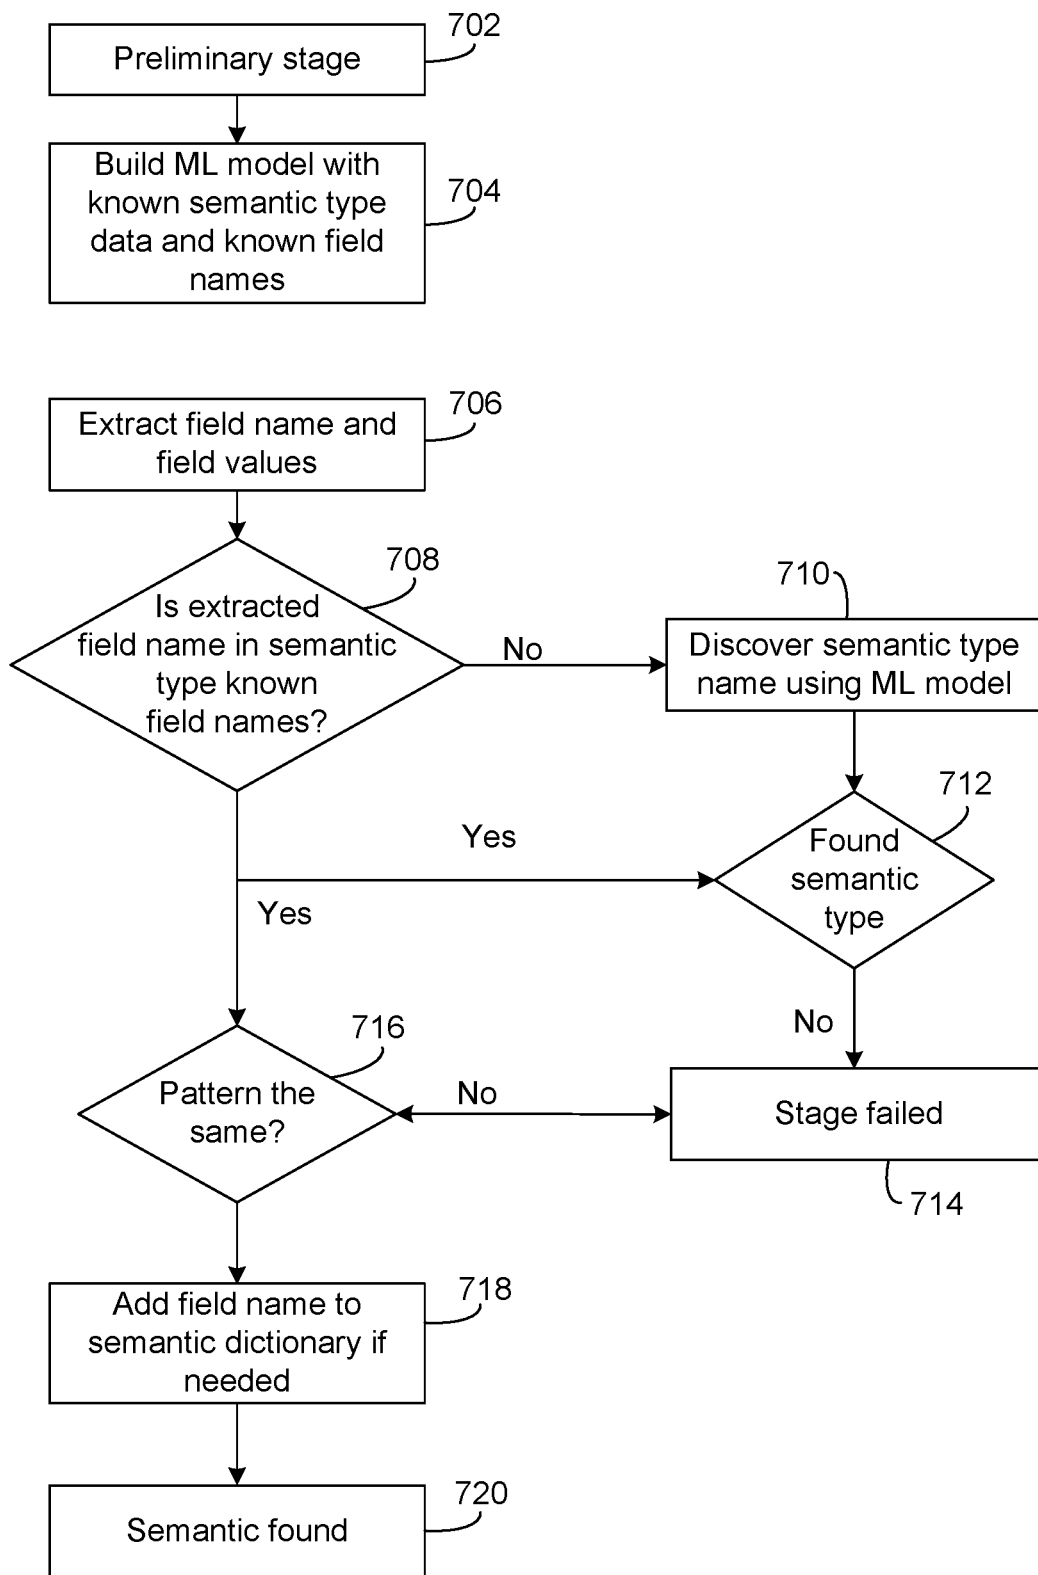 Preliminary stage
702
Build ML model with
known semantic type
data and known field
names
704
Extract field name and
field values
706
Is extracted
field name in semantic
type known
field names?
708
No
710
Discover semantic type
name using ML model
712
Found
semantic
type
Yes
Yes
No
716
Pattern the
same?
No
Stage failed
714
Add field name to
semantic dictionary if
needed
718
Semantic found
720